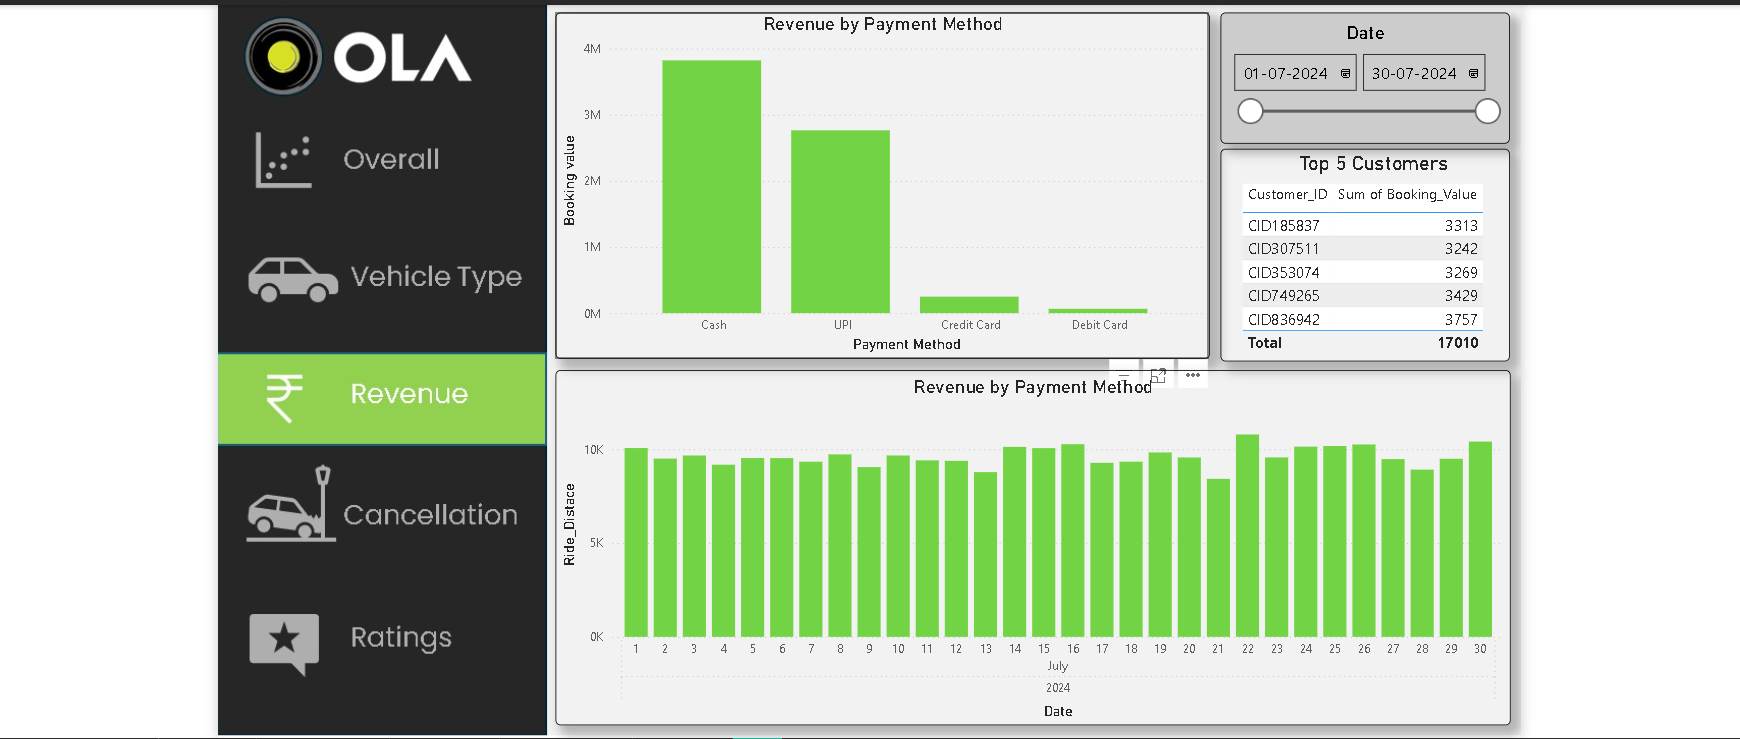 OLA
Overall
Vehicle Type
Revenue
Cancellation
Ratings
Revenue by Payment Method
Booking value
4M
3M
2M
1M
0M
Cash UPI Credit Card Debit Card
Payment Method
Date
01-07-2024 30-07-2024
Top 5 Customers
Customer_ID Sum of Booking_Value
CID185837 3313
CID307511 3242
CID353074 3269
CID749265 3429
CID836942 3757
Total 17010
Revenue by Payment Method
Ride_Distace
10K
5K
0K
1 2 3 4 5 6 7 8 9 10 11 12 13 14 15 16 17 18 19 20 21 22 23 24 25 26 27 28 29 30
July
2024
Date